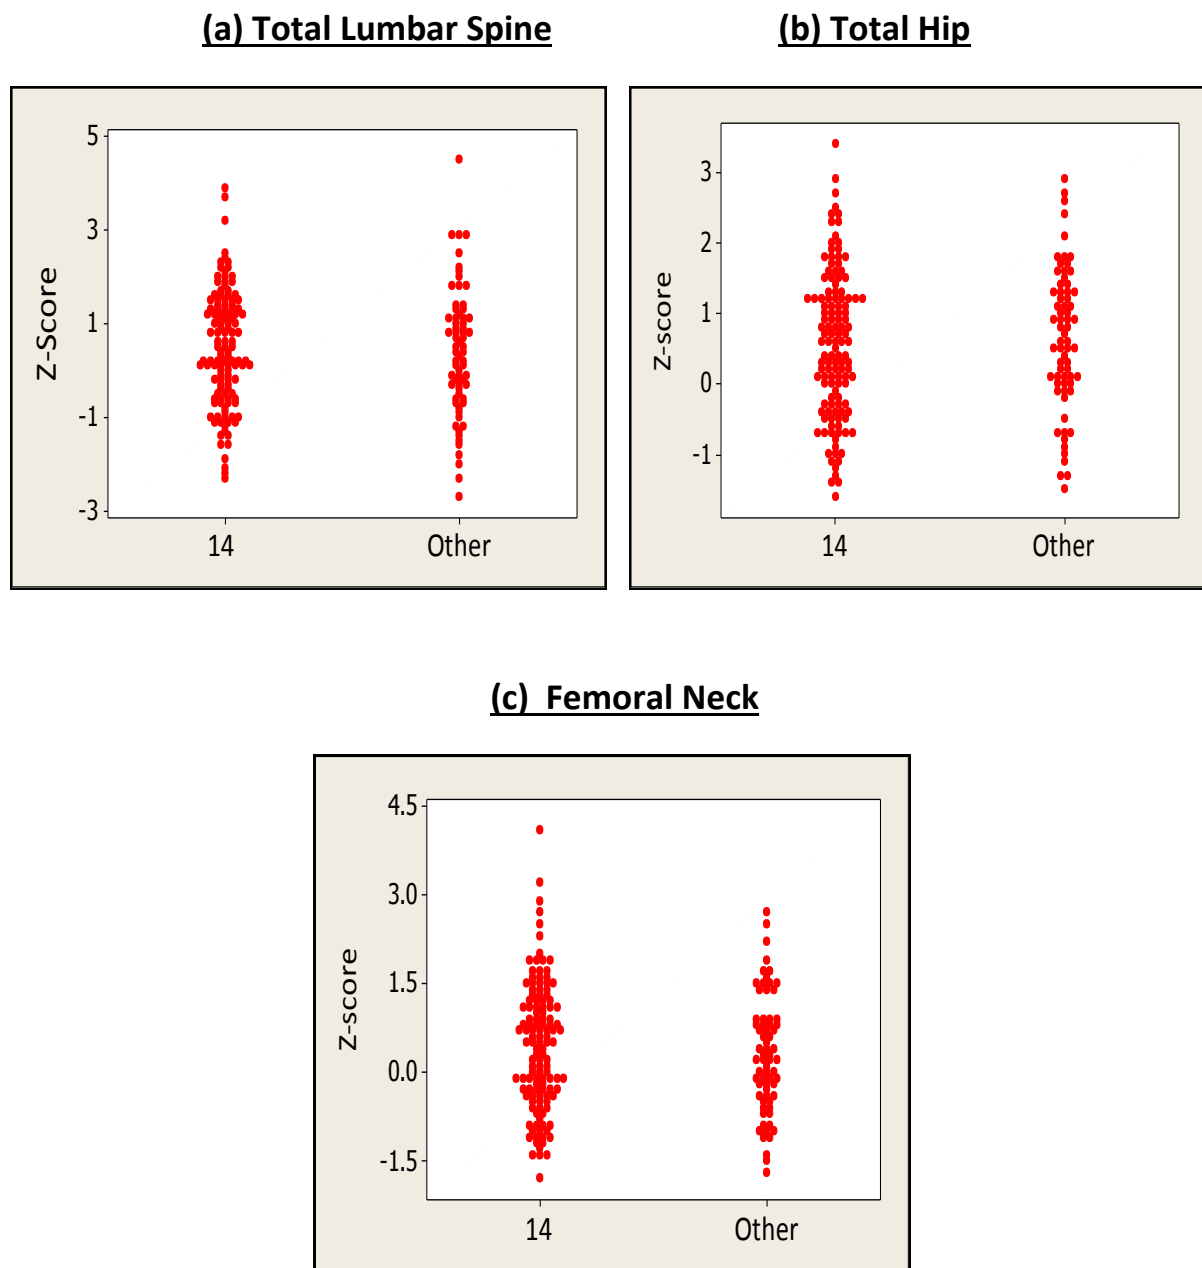 (a) Total Lumbar Spine
(b) Total Hip
Z-Score
5
3
1
-1
-3
14 Other
Z-score
3
2
1
0
-1
14 Other
(c) Femoral Neck
Z-score
4.5
3.0
1.5
0.0
-1.5
14 Other